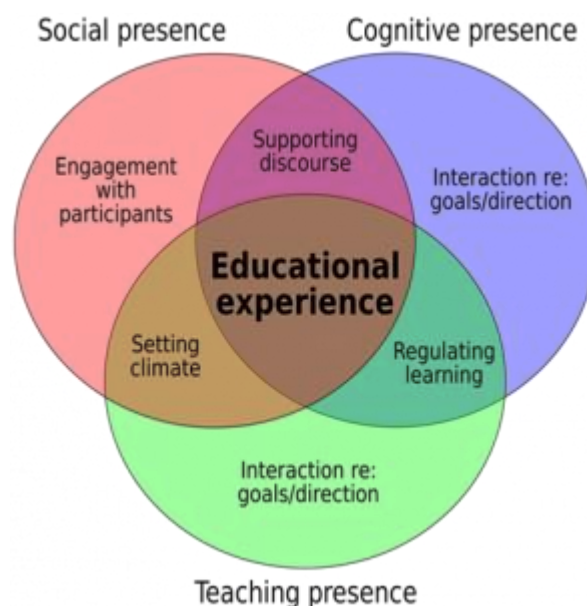 Social presence
Cognitive presence
Supporting
discourse
Engagement
with
participants
Interaction re:
goals/direction
Educational
experience
Setting
climate
Regulating
learning
Interaction re:
goals/direction
Teaching presence